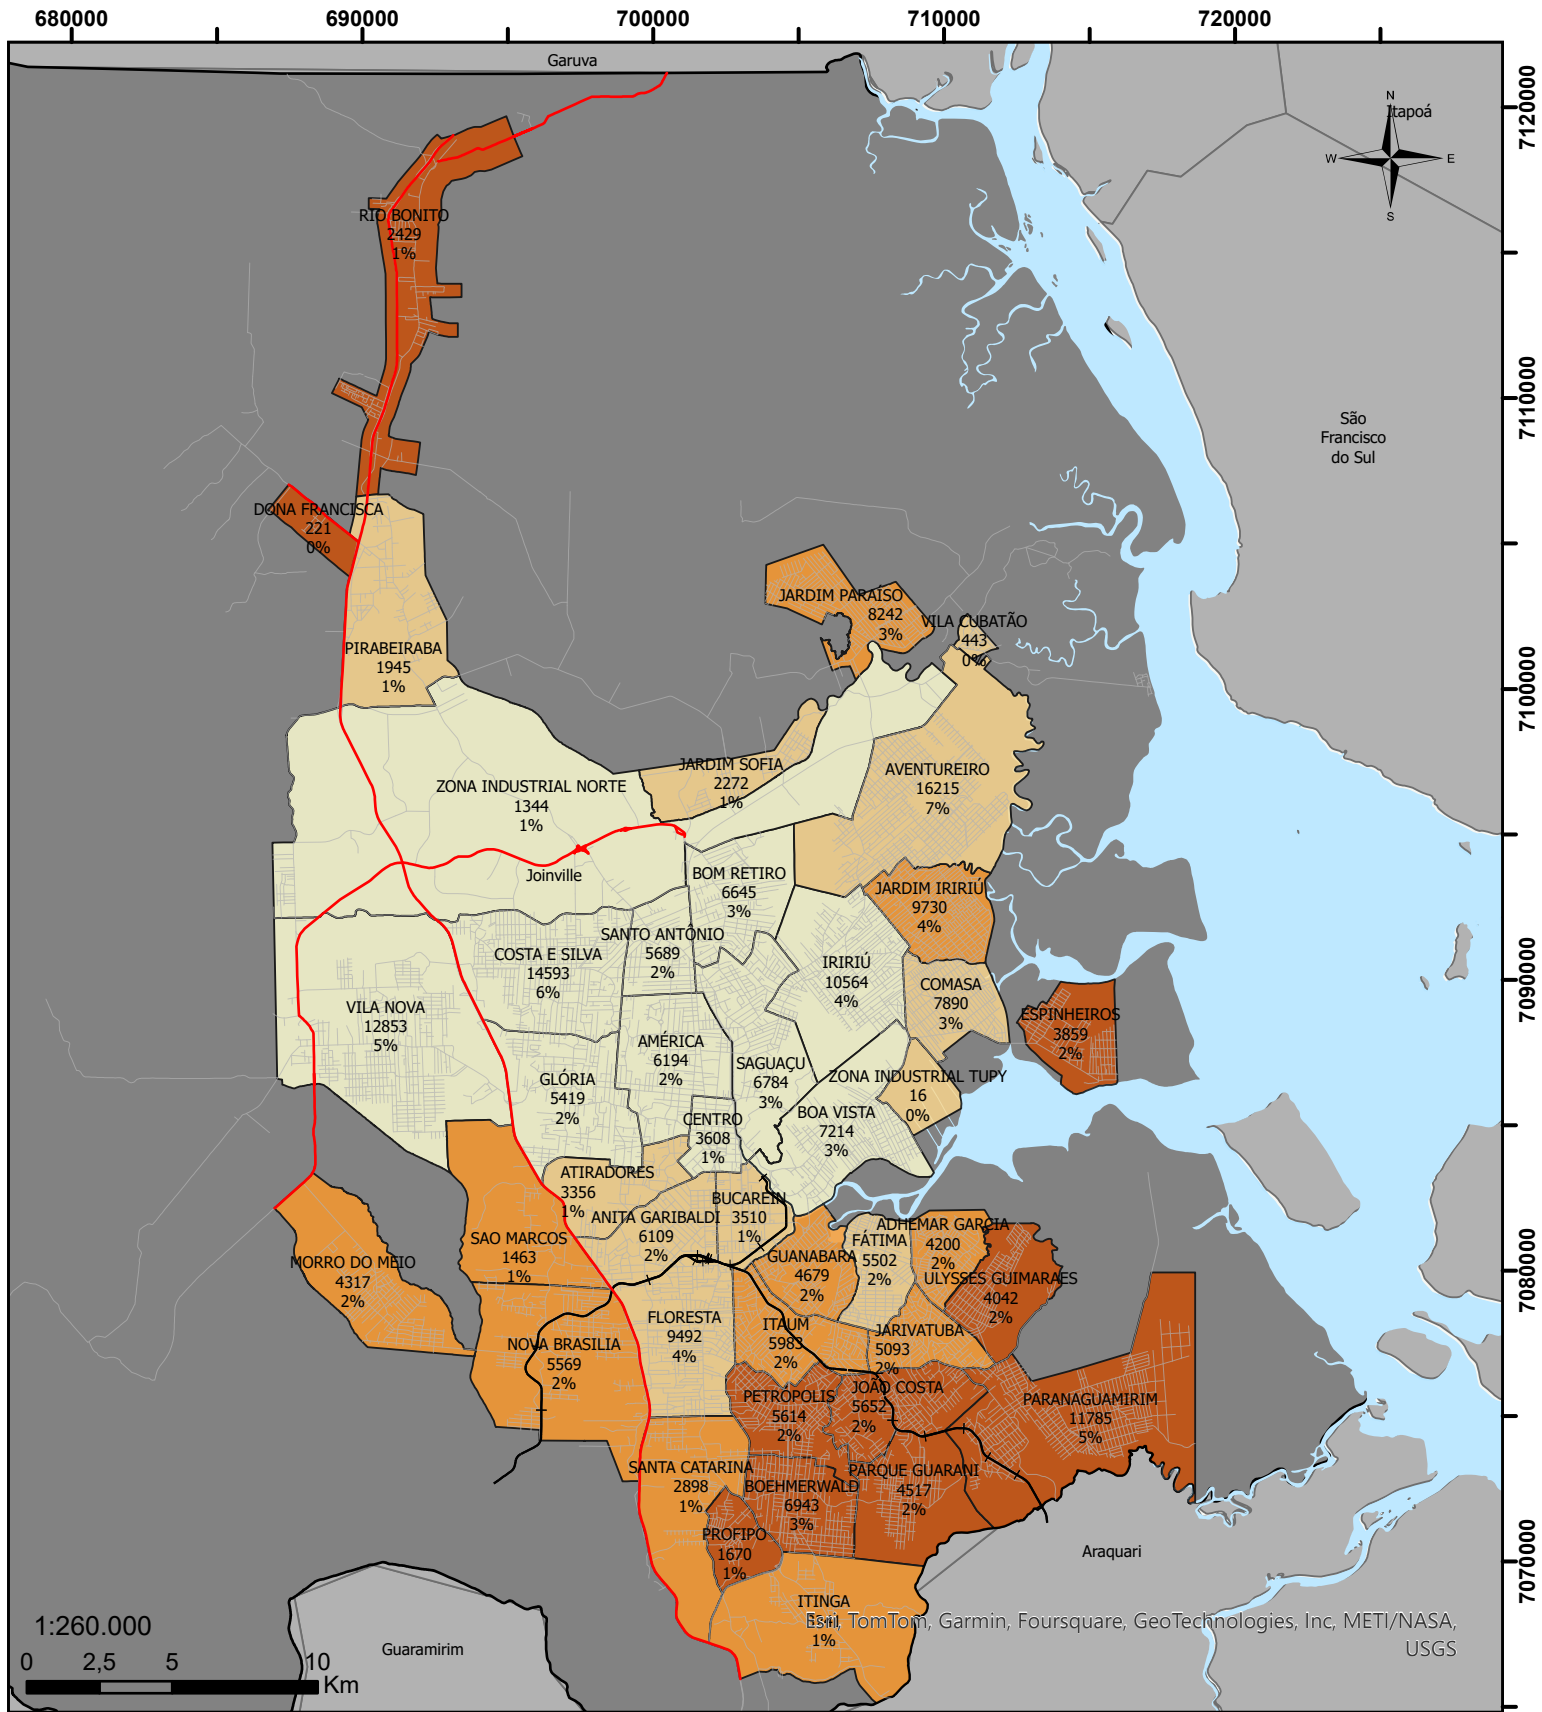 680000
690000
700000
710000
720000
Garuva
7120000
N
Itapoá
W
E
S
RIO BONITO
2429
1%
7110000
São
Francisco
do Sul
DONA FRANCISCA
221
0%
JARDIM PARAÍSO
8242
3%
VILA CUBATÃO
443
0%
PIRABEIRABA
1945
1%
7100000
JARDIM SOFIA
2272
1%
AVENTUREIRO
16215
7%
ZONA INDUSTRIAL NORTE
1344
1%
Joinville
BOM RETIRO
6645
3%
JARDIM IRIRIÚ
9730
4%
SANTO ANTÔNIO
5689
2%
COSTA E SILVA
14593
6%
IRIRIÚ
10564
4%
COMASA
7890
3%
7090000
VILA NOVA
12853
5%
ESPINHEIROS
3859
2%
AMÉRICA
6194
2%
SAGUAÇU
6784
3%
GLÓRIA
5419
2%
ZONA INDUSTRIAL TUPY
16
0%
BOA VISTA
7214
3%
CENTRO
3608
1%
ATIRADORES
3356
1%
BUCAREIN
3510
1%
ANITA GARIBALDI
6109
2%
ADHEMAR GARCIA
4200
2%
FÁTIMA
5502
2%
SAO MARCOS
1463
1%
GUANABARA
4679
2%
MORRO DO MEIO
4317
2%
ULYSSES GUIMARAES
4042
2%
7080000
FLORESTA
9492
4%
ITAUM
5983
2%
JARIVATUBA
5093
2%
NOVA BRASILIA
5569
2%
PETRÓPOLIS
5614
2%
JOÃO COSTA
5652
2%
PARANAGUAMIRIM
11785
5%
SANTA CATARINA
2898
1%
PARQUE GUARANI
4517
2%
BOEHMERWALD
6943
3%
PROFIPO
1670
1%
Araquari
7070000
ITINGA
1%
Esri, TomTom, Garmin, Foursquare, GeoTechnologies, Inc, METI/NASA,
USGS
Guaramirim
1:260.000
0
2,5
5
10
Km